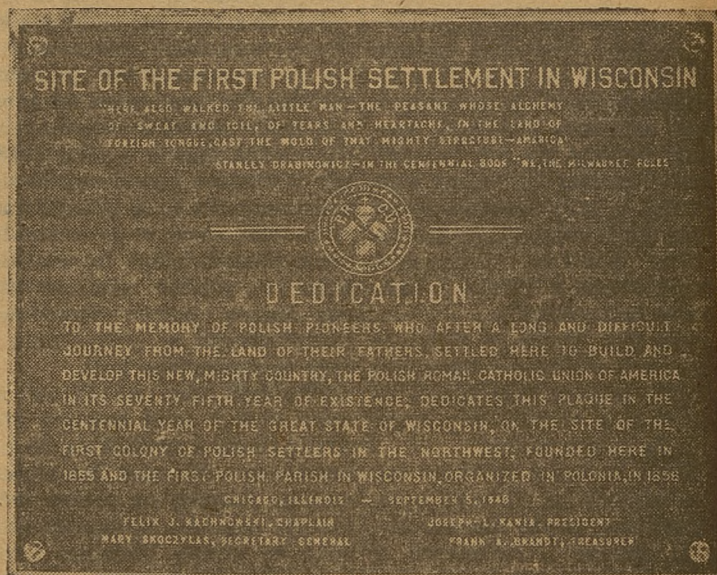 SITE OF THE FIRST POLISH SETTLEMENT IN WISCONSIN
"HERE ALSO WALKED THE LITTLE MAN — THE PEASANT WHOSE ALCHEMY
OF SWEAT AND TOIL, OF TEARS AND HEARTACHE, IN THE LAND OF
FOREIGN TONGUE, CAST THE MOLD OF THAT MIGHTY STRUCTURE — AMERICA"
STANLEY — IN THE CENTENNIAL BOOK "WE, THE MILWAUKEE POLES"
DEDICATION
TO THE MEMORY OF POLISH PIONEERS, WHO AFTER A LONG AND DIFFICULT
JOURNEY FROM THE LAND OF THEIR FATHERS, SETTLED HERE TO BUILD AND
DEVELOP THIS NEW, MIGHTY COUNTRY, THE POLISH ROMAN CATHOLIC UNION OF AMERICA
IN ITS SEVENTY FIFTH YEAR OF EXISTENCE, DEDICATES THIS PLAQUE IN THE
CENTENNIAL YEAR OF THE GREAT STATE OF WISCONSIN, ON THE SITE OF THE
FIRST COLONY OF POLISH SETTLERS IN THE NORTHWEST, FOUNDED HERE IN
1855 AND THE FIRST POLISH PARISH IN WISCONSIN, ORGANIZED IN POLONIA, IN 1858
CHICAGO, ILLINOIS — SEPTEMBER 5, 1948
FELIX J. KACHNOWSKI, CHAPLAIN JOSEPH L. KANIA, PRESIDENT
MARY SKOCZYLAS, SECRETARY GENERAL FRANK A. BRANDT, TREASURER